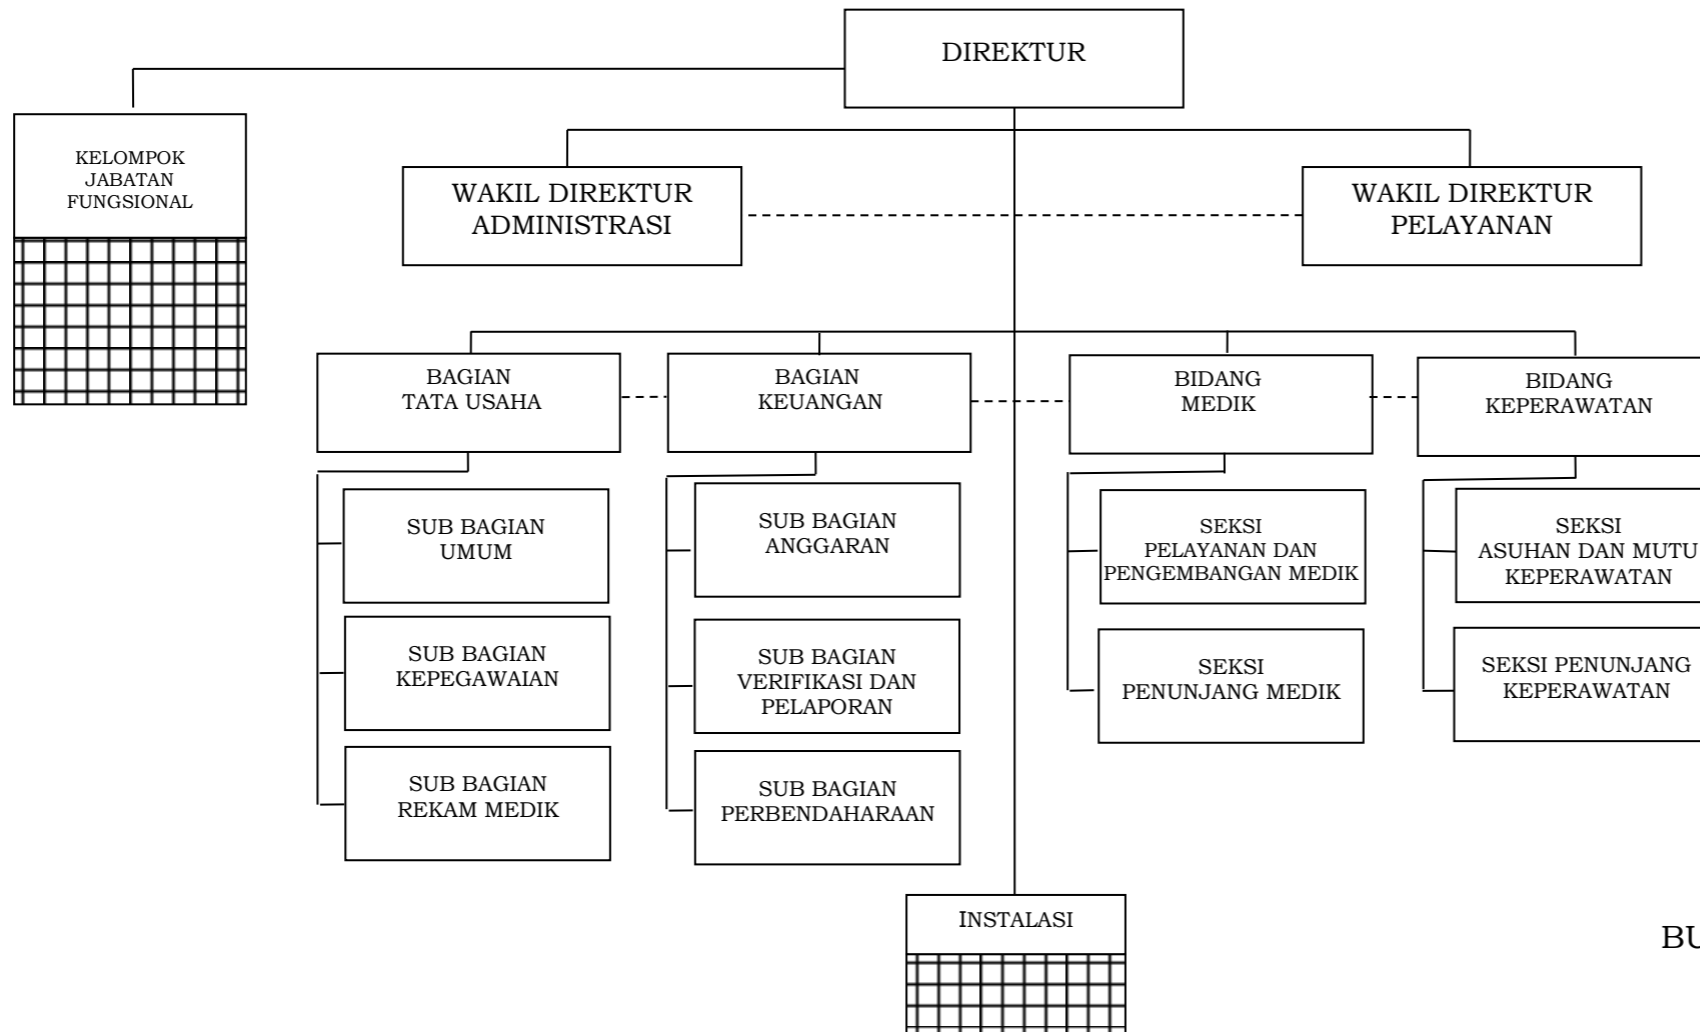 DIREKTUR
KELOMPOK
JABATAN
FUNGSIONAL
WAKIL DIREKTUR
ADMINISTRASI
WAKIL DIREKTUR
PELAYANAN
BAGIAN
TATA USAHA
BAGIAN
KEUANGAN
BIDANG
MEDIK
BIDANG
KEPERAWATAN
SUB BAGIAN
UMUM
SUB BAGIAN
ANGGARAN
SEKSI
PELAYANAN DAN
PENGEMBANGAN MEDIK
SEKSI
ASUHAN DAN MUTU
KEPERAWATAN
SUB BAGIAN
KEPEGAWAIAN
SUB BAGIAN
VERIFIKASI DAN
PELAPORAN
SEKSI
PENUNJANG MEDIK
SEKSI PENUNJANG
KEPERAWATAN
SUB BAGIAN
REKAM MEDIK
SUB BAGIAN
PERBENDAHARAAN
INSTALASI
BU